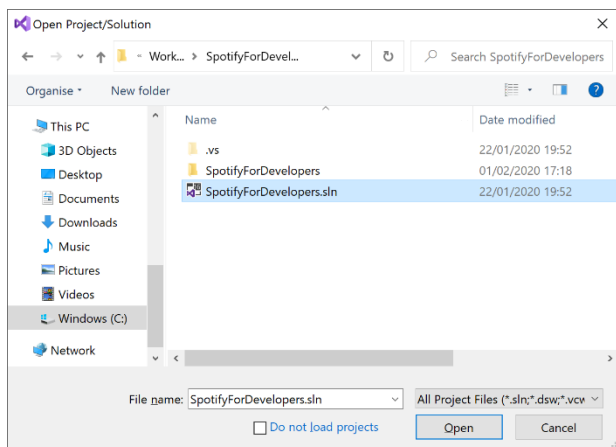 Open Project/Solution
Work... > SpotifyForDevel...
Search SpotifyForDevelopers
Organise
New folder
This PC
3D Objects
Desktop
Documents
Downloads
Music
Pictures
Videos
Windows (C:)
Network
Name Date modified
.vs 22/01/2020 19:52
SpotifyForDevelopers 01/02/2020 17:18
SpotifyForDevelopers.sln 22/01/2020 19:52
File name: SpotifyForDevelopers.sln
All Project Files (*.sln;*.dsw;*.vcw
Do not load projects
Open Cancel